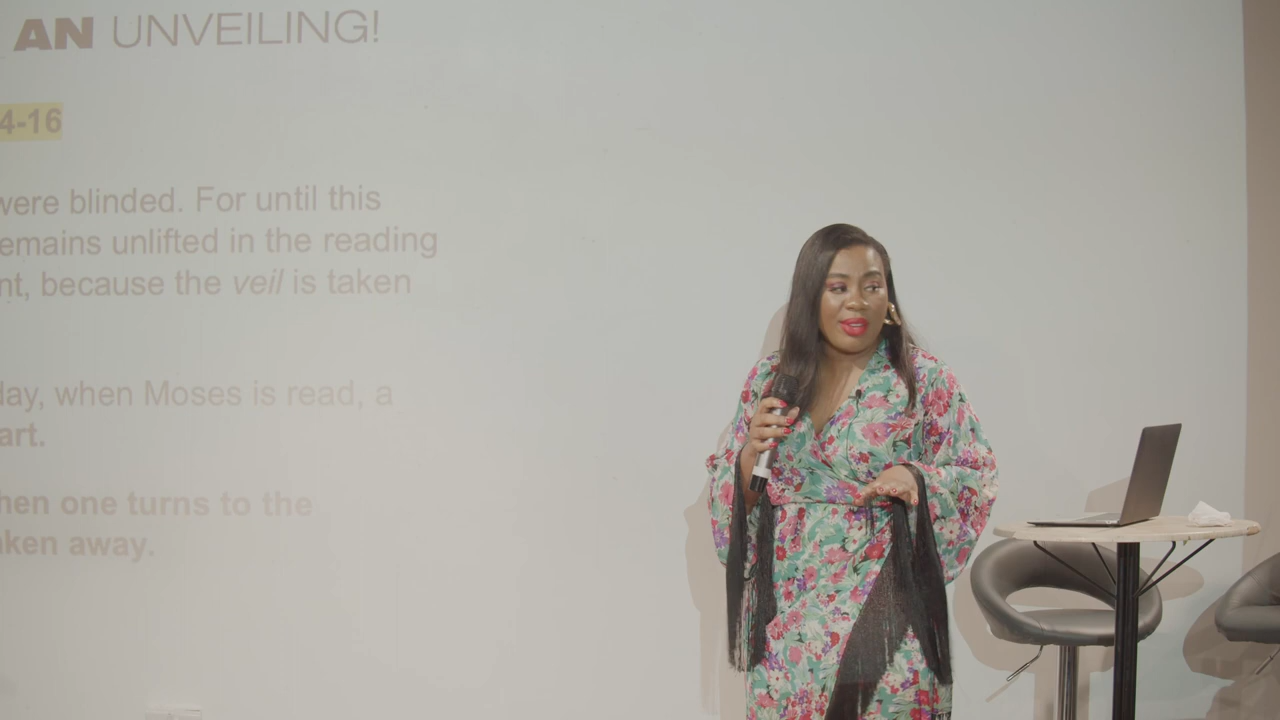 AN UNVEILING!
4-16
were blinded. For until this
emains unlifted in the reading
nt, because the veil is taken
day, when Moses is read, a
art.
hen one turns to the
ken away.